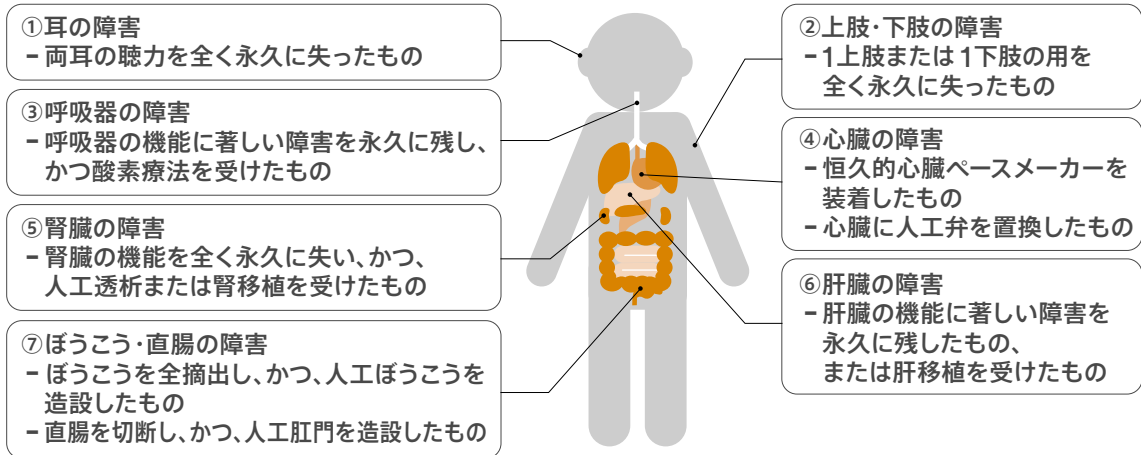 ①耳の障害
－両耳の聴力を全く永久に失ったもの
②上肢・下肢の障害
－1上肢または1下肢の用を
全く永久に失ったもの
③呼吸器の障害
－呼吸器の機能に著しい障害を永久に残し、
かつ酸素療法を受けたもの
④心臓の障害
－恒久的心臓ペースメーカーを
装着したもの
－心臓に人工弁を置換したもの
⑤腎臓の障害
－腎臓の機能を全く永久に失い、かつ、
人工透析または腎移植を受けたもの
⑥肝臓の障害
－肝臓の機能に著しい障害を
永久に残したもの、
または肝移植を受けたもの
⑦ぼうこう・直腸の障害
－ぼうこうを全摘出し、かつ、人工ぼうこうを
造設したもの
－直腸を切断し、かつ、人工肛門を造設したもの